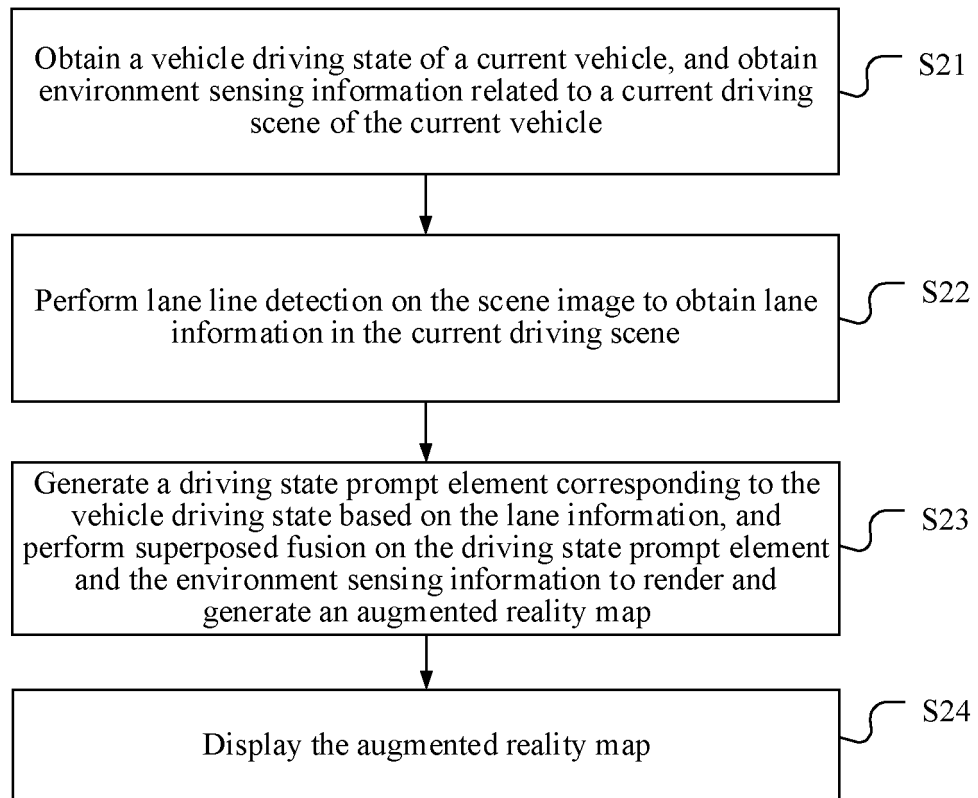 Obtain a vehicle driving state of a current vehicle, and obtain
environment sensing information related to a current driving
scene of the current vehicle
S21
Perform lane line detection on the scene image to obtain lane
information in the current driving scene
S22
Generate a driving state prompt element corresponding to the
vehicle driving state based on the lane information, and
perform superposed fusion on the driving state prompt element
and the environment sensing information to render and
generate an augmented reality map
S23
Display the augmented reality map
S24